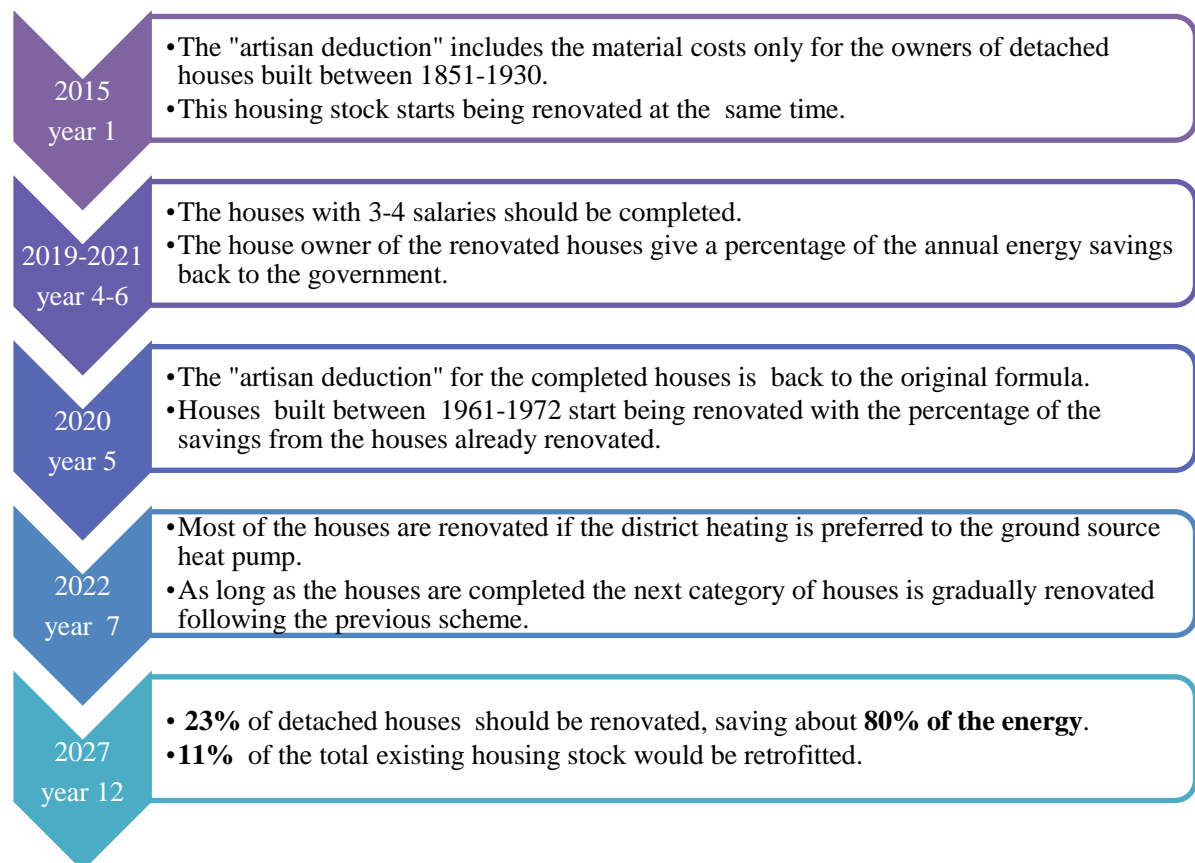 2015
year 1
•The "artisan deduction" includes the material costs only for the owners of detached
houses built between 1851-1930.
•This housing stock starts being renovated at the same time.
2019-2021
year 4-6
•The houses with 3-4 salaries should be completed.
•The house owner of the renovated houses give a percentage of the annual energy savings
back to the government.
2020
year 5
•The "artisan deduction" for the completed houses is back to the original formula.
•Houses built between 1961-1972 start being renovated with the percentage of the
savings from the houses already renovated.
2022
year 7
•Most of the houses are renovated if the district heating is preferred to the ground source
heat pump.
•As long as the houses are completed the next category of houses is gradually renovated
following the previous scheme.
2027
year 12
• 23% of detached houses should be renovated, saving about 80% of the energy.
•11% of the total existing housing stock would be retrofitted.